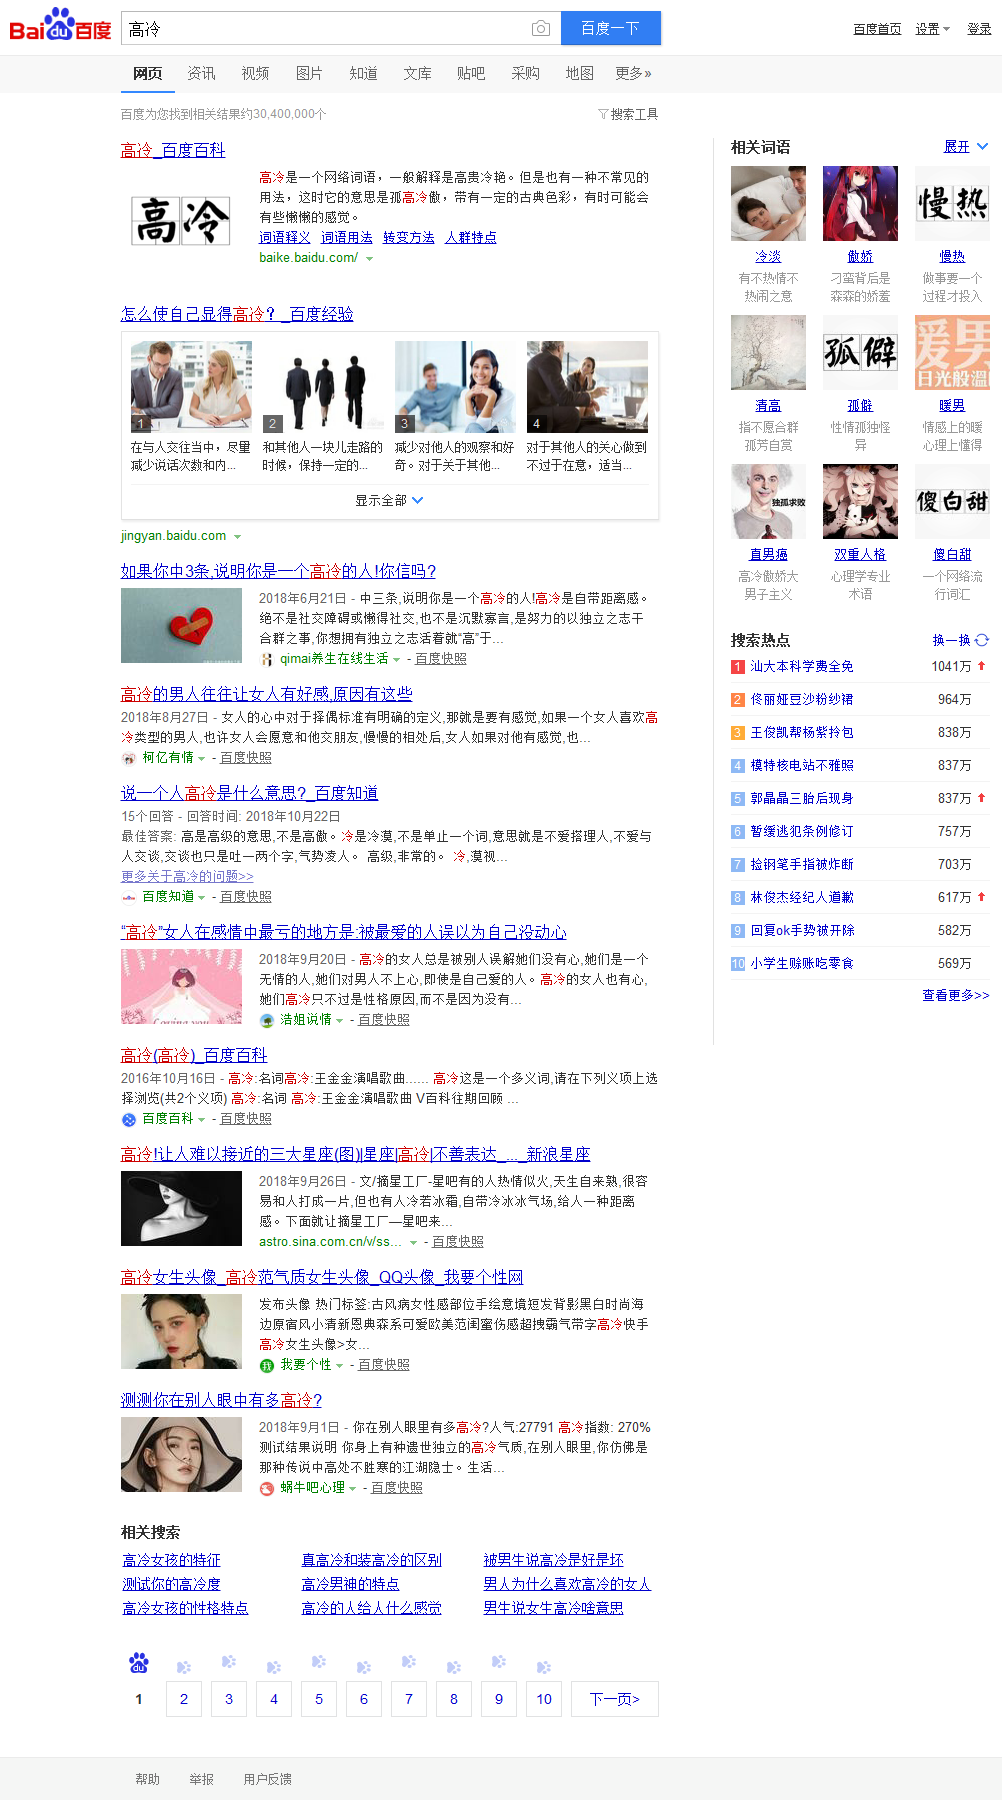 Bai du 百度
高冷
百度一下
百度首页 设置 登录
网页 资讯 视频 图片 知道 文库 贴吧 采购 地图 更多»
百度为您找到相关结果约30,400,000个
搜索工具
高冷_百度百科
高冷
高冷是一个网络词语，一般解释是高贵冷艳。但是也有一种不常见的
用法，这时它的意思是孤高冷傲，带有一定的古典色彩，有时可能会
有些懒懒的感觉。
词语释义 词语用法 转变方法 人群特点
baike.baidu.com/
怎么使自己显得高冷？_百度经验
1
2
3
4
在与人交往当中，尽量
减少说话次数和内...
和其他人一块儿走路的
时候，保持一定的...
减少对他人的观察和好
奇。对于关于其他...
对于其他人的关心做到
不过于在意，适当...
显示全部
jingyan.baidu.com
如果你中3条,说明你是一个高冷的人!你信吗?
2018年6月21日 - 中三条,说明你是一个高冷的人!高冷是自带距离感。
绝不是社交障碍或懒得社交,也不是沉默寡言,是努力的以独立之志干
合群之事,你想拥有独立之志活着就“高”于...
qimai养生在线生活 - 百度快照
高冷的男人往往让女人有好感,原因有这些
2018年8月27日 - 女人的心中对于择偶标准有明确的定义,那就是要有感觉,如果一个女人喜欢高
冷类型的男人,也许女人会愿意和他交朋友,慢慢的相处后,女人如果对他有感觉,也...
柯亿有情 - 百度快照
说一个人高冷是什么意思?_百度知道
15个回答 - 回答时间: 2018年10月22日
最佳答案: 高是高级的意思,不是高傲。冷是冷漠,不是单止一个词,意思就是不爱搭理人,不爱与
人交谈,交谈也只是吐一两个字,气势凌人。 高级,非常的。 冷,漠视...
更多关于高冷的问题>>
百度知道 - 百度快照
“高冷”女人在感情中最亏的地方是:被最爱的人误以为自己没动心
2018年9月20日 - 高冷的女人总是被别人误解她们没有心,她们是一个
无情的人,她们对男人不上心,即使是自己爱的人。高冷的女人也有心,
她们高冷只不过是性格原因,而不是因为没有...
浩姐说情 - 百度快照
高冷(高冷)_百度百科
2016年10月16日 - 高冷:名词高冷:王金金演唱歌曲...... 高冷这是一个多义词,请在下列义项上选
择浏览(共2个义项) 高冷:名词 高冷:王金金演唱歌曲 V百科往期回顾 ...
百度百科 - 百度快照
高冷!让人难以接近的三大星座(图)|星座|高冷|不善表达_..._新浪星座
2018年9月26日 - 文/摘星工厂-星吧有的人热情似火,天生自来熟,很容
易和人打成一片,但也有人冷若冰霜,自带冷冰冰气场,给人一种距离
感。下面就让摘星工厂—星吧来...
astro.sina.com.cn/v/ss... - 百度快照
高冷女生头像_高冷范气质女生头像_QQ头像_我要个性网
发布头像 热门标签:古风病女性感部位手绘意境短发背影黑白时尚海
边原宿风小清新恩典森系可爱欧美范闺蜜伤感超拽霸气带字高冷快手
高冷女生头像>女...
我要个性 - 百度快照
测测你在别人眼中有多高冷?
2018年9月1日 - 你在别人眼里有多高冷?人气:27791 高冷指数: 270%
测试结果说明 你身上有种遗世独立的高冷气质,在别人眼里,你仿佛是
那种传说中高处不胜寒的江湖隐士。生活...
蜗牛吧心理 - 百度快照
相关搜索
高冷女孩的特征 真高冷和装高冷的区别 被男生说高冷是好是坏
测试你的高冷度 高冷男神的特点 男人为什么喜欢高冷的女人
高冷女孩的性格特点 高冷的人给人什么感觉 男生说女生高冷啥意思
du
1 2 3 4 5 6 7 8 9 10 下一页>
帮助 举报 用户反馈
相关词语 展开
慢热
冷淡 傲娇 慢热
有不热情不
热闹之意
刁蛮背后是
森森的娇羞
做事要一个
过程才投入
孤僻
暖男
日光般温
清高 孤僻 暖男
指不愿合群
孤芳自赏
性情孤独怪
异
情感上的暖
心理上懂得
独孤求败
傻白甜
直男癌 双重人格 傻白甜
高冷傲娇大
男子主义
心理学专业
术语
一个网络流
行词汇
搜索热点 换一换
1 汕大本科学费全免 1041万
2 佟丽娅豆沙粉纱裙 964万
3 王俊凯帮杨紫拎包 838万
4 模特核电站不雅照 837万
5 郭晶晶三胎后现身 837万
6 暂缓逃犯条例修订 757万
7 捡钢笔手指被炸断 703万
8 林俊杰经纪人道歉 617万
9 回复ok手势被开除 582万
10 小学生赊账吃零食 569万
查看更多>>